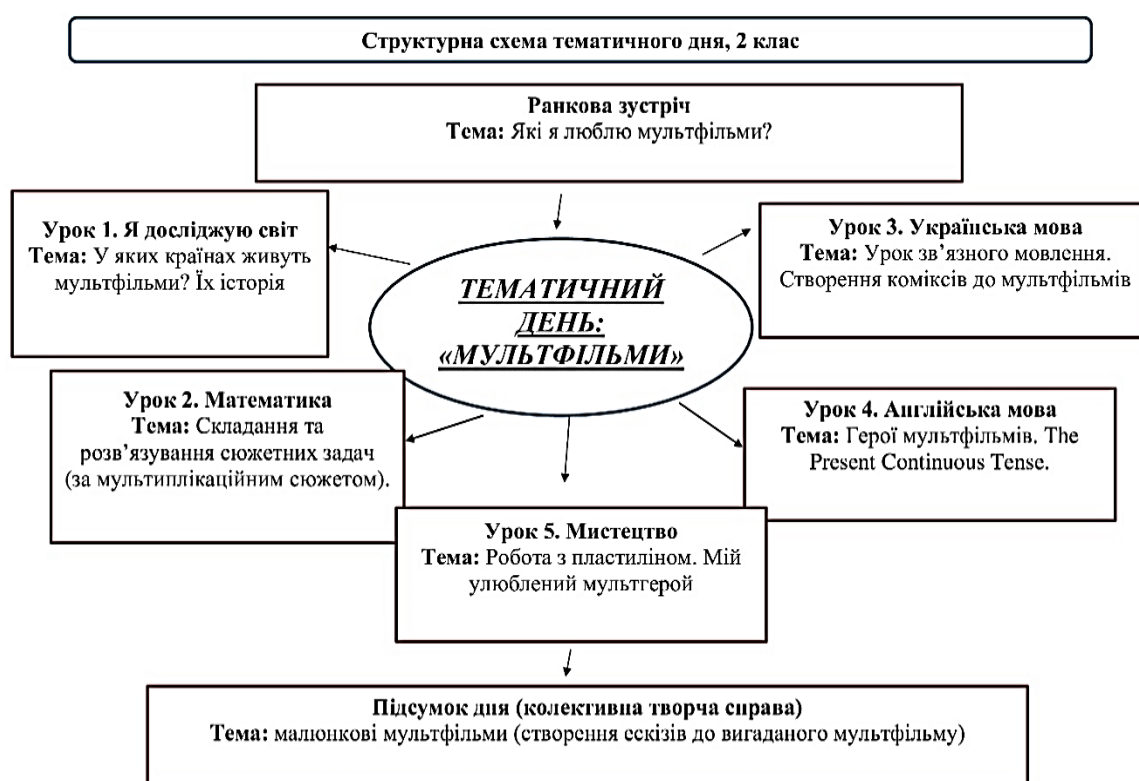 Структурна схема тематичного дня, 2 клас
Ранкова зустріч
Тема: Які я люблю мультфільми?
Урок 1. Я досліджую світ
Тема: У яких країнах живуть
мультфільми? Їх історія
Урок 3. Українська мова
Тема: Урок зв’язного мовлення.
Створення коміксів до мультфільмів
ТЕМАТИЧНИЙ
ДЕНЬ:
«МУЛЬТФІЛЬМИ»
Урок 2. Математика
Тема: Складання та
розв’язування сюжетних задач
(за мультиплікаційним сюжетом).
Урок 4. Англійська мова
Тема: Герої мультфільмів. The
Present Continuous Tense.
Урок 5. Мистецтво
Тема: Робота з пластиліном. Мій
улюблений мультгерой
Підсумок дня (колективна творча справа)
Тема: малюнкові мультфільми (створення ескізів до вигаданого мультфільму)